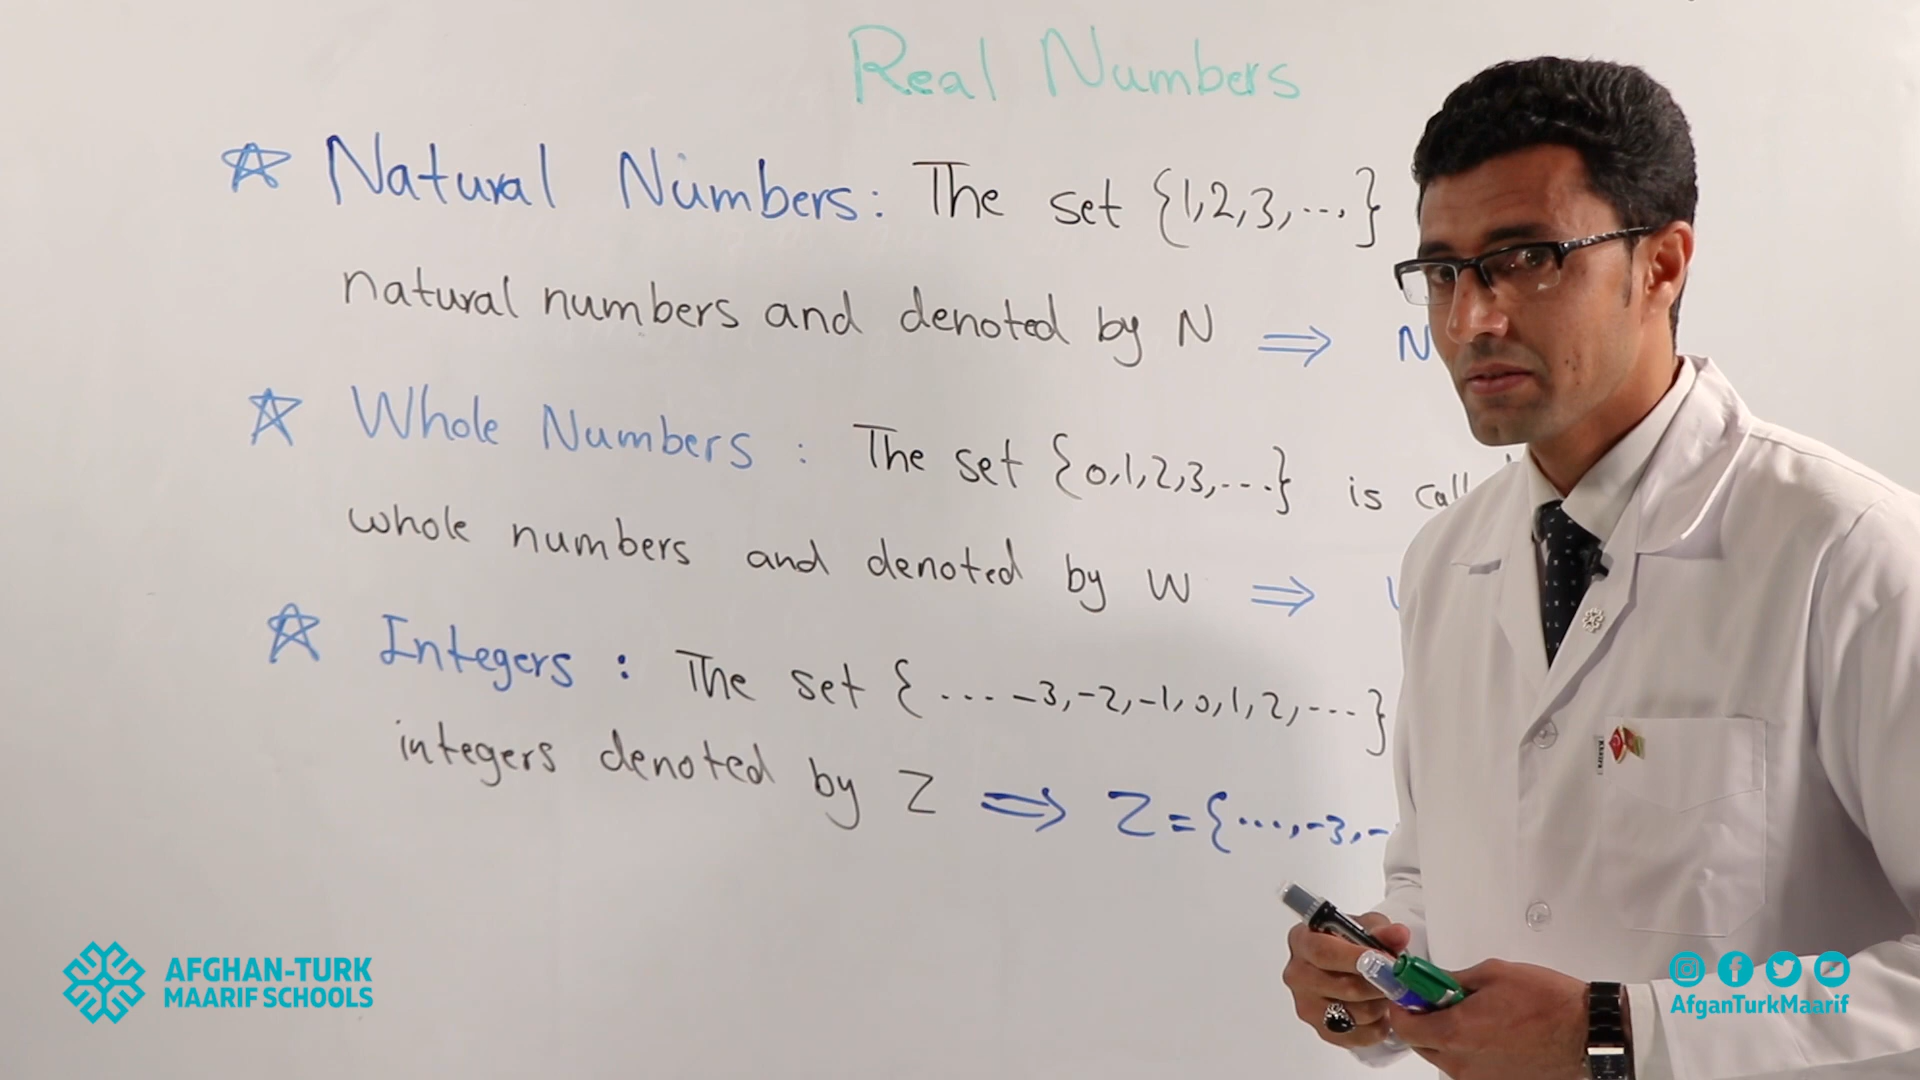 Real Numbers
Natural Numbers: The set {1,2,3,...}
natural numbers and denoted by N ⇒ N
Whole Numbers : The set {0,1,2,3,....} is call
whole numbers and denoted by W ⇒
Integers : The set {....-3,-2,-1,0,1,2,....}
integers denoted by Z ⇒ Z={...,-3,-
AFGHAN-TURK
MAARIF SCHOOLS
AfganTurkMaarif